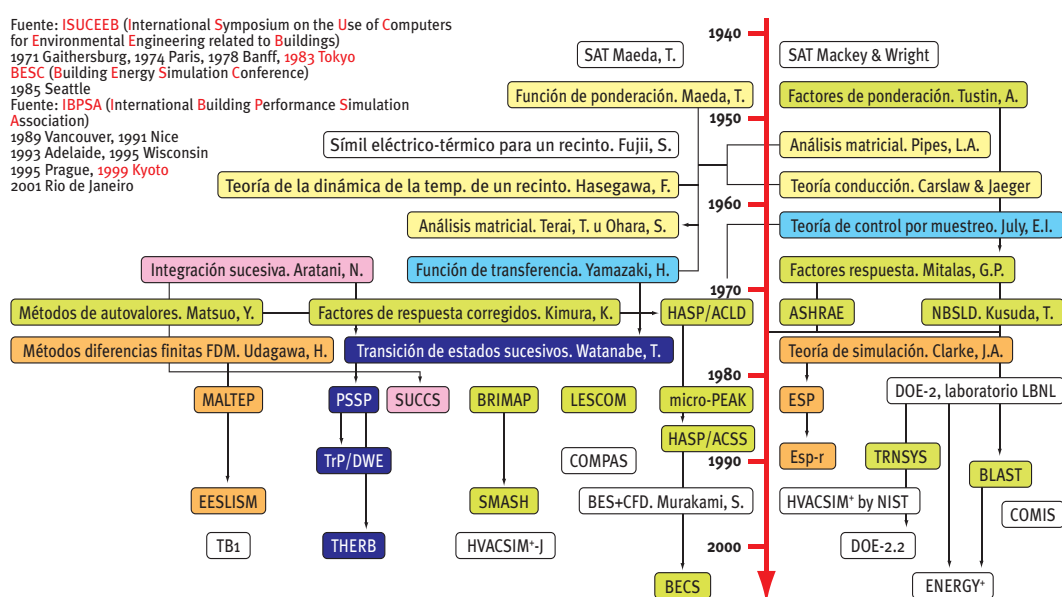 Fuente: ISUCEEB (International Symposium on the Use of Computers
for Environmental Engineering related to Buildings)
1971 Gaithersburg, 1974 Paris, 1978 Banff, 1983 Tokyo
BESC (Building Energy Simulation Conference)
1985 Seattle
Fuente: IBPSA (International Building Performance Simulation
Association)
1989 Vancouver, 1991 Nice
1993 Adelaide, 1995 Wisconsin
1995 Prague, 1999 Kyoto
2001 Rio de Janeiro
1940
SAT Maeda, T.
SAT Mackey & Wright
Función de ponderación. Maeda, T.
Factores de ponderación. Tustin, A.
1950
Símil eléctrico-térmico para un recinto. Fujii, S.
Análisis matricial. Pipes, L.A.
Teoría de la dinámica de la temp. de un recinto. Hasegawa, F.
Teoría conducción. Carslaw & Jaeger
1960
Análisis matricial. Terai, T. u Ohara, S.
Teoría de control por muestreo. July, E.I.
Integración sucesiva. Aratani, N.
Función de transferencia. Yamazaki, H.
Factores respuesta. Mitalas, G.P.
1970
Métodos de autovalores. Matsuo, Y.
Factores de respuesta corregidos. Kimura, K.
HASP/ACLD
ASHRAE
NBSLD. Kusuda, T.
Métodos diferencias finitas FDM. Udagawa, H.
Transición de estados sucesivos. Watanabe, T.
Teoría de simulación. Clarke, J.A.
1980
MALTEP
PSSP
SUCCS
BRIMAP
LESCOM
micro-PEAK
ESP
DOE-2, laboratorio LBNL
HASP/ACSS
TrP/DWE
COMPAS
1990
Esp-r
TRNSYS
BLAST
EESLISM
SMASH
BES+CFD. Murakami, S.
HVACSIM+ by NIST
COMIS
TB1
THERB
HVACSIM+-J
2000
DOE-2.2
BECS
ENERGY+